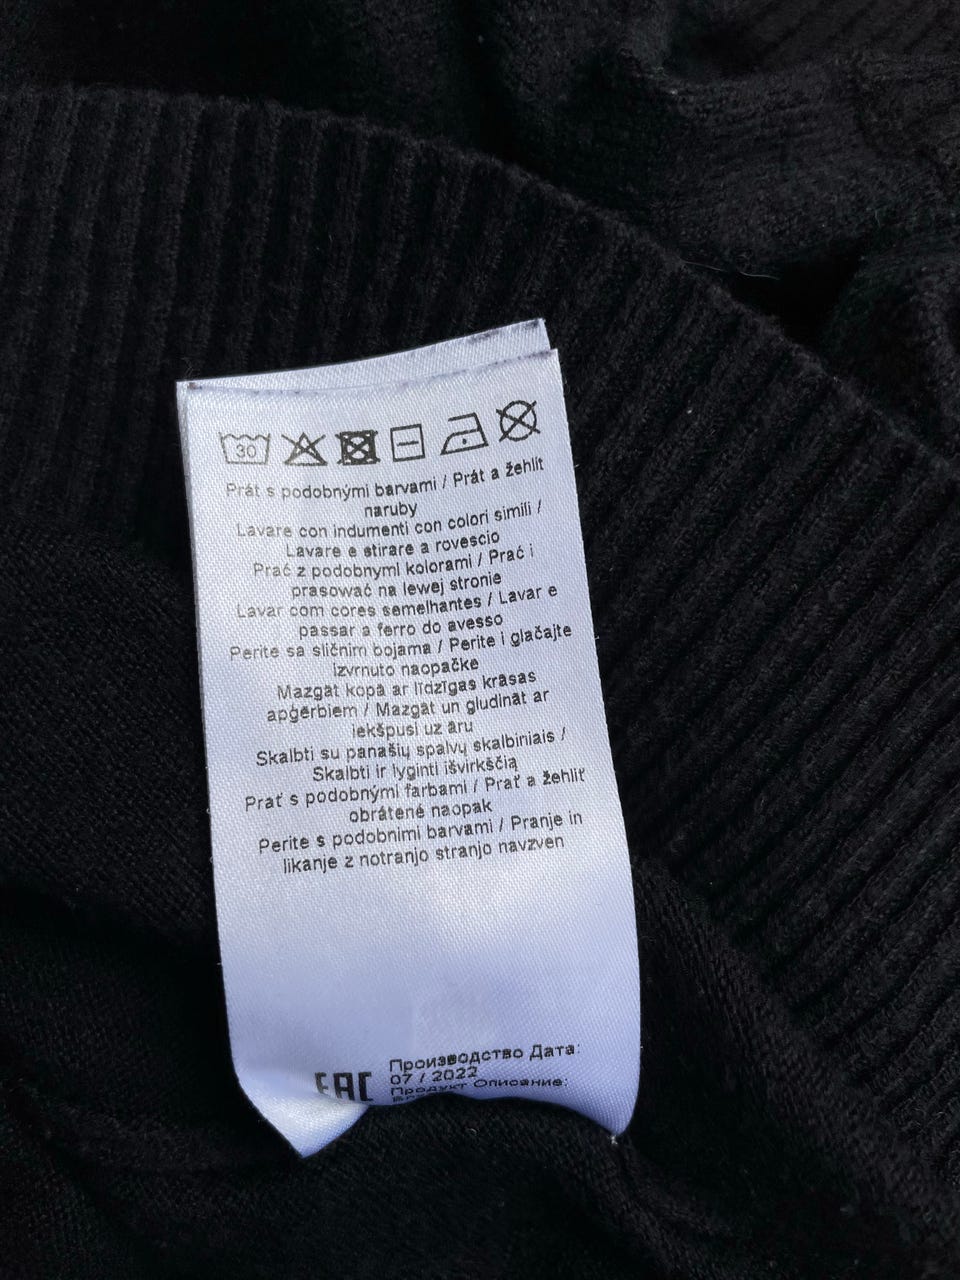 30
Prát s podobnými barvami / Prát a žehlit
naruby
Lavare con indumenti con colori simili /
Lavare e stirare a rovescio
Prać z podobnymi kolorami / Prać i
prasować na lewej stronie
Lavar com cores semelhantes / Lavar e
passar a ferro do avesso
Perite sa sličnim bojama / Perite i glačajte
izvrnuto naopačke
Mazgāt kopā ar līdzīgas krāsas
apģērbiem / Mazgāt un gludināt ar
iekšpusi uz āru
Skalbti su panašių spalvų skalbiniais /
Skalbti ir lyginti išvirkščią
Prať s podobnými farbami / Prať a žehliť
obrátené naopak
Perite s podobnimi barvami / Pranje in
likanje z notranjo stranjo navzven
EAC
Производство Дата:
07 / 2022
Продукт Описание: